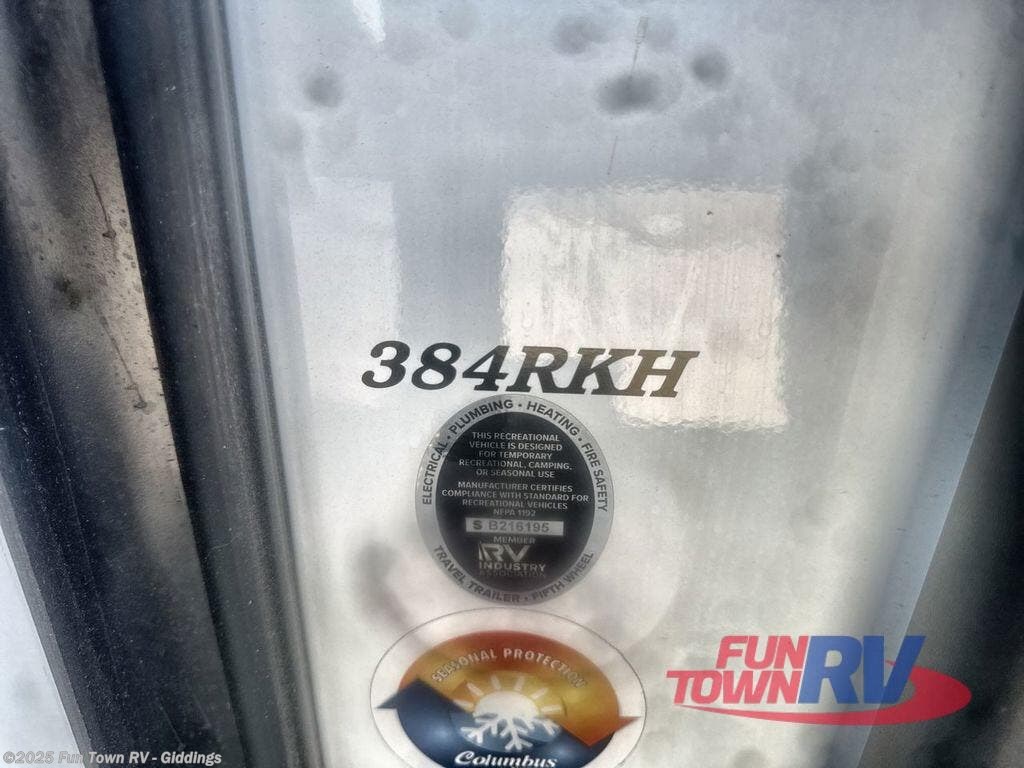 384RKH
ELECTRICAL • PLUMBING • HEATING • FIRE SAFETY
THIS RECREATIONAL
VEHICLE IS DESIGNED
FOR TEMPORARY
RECREATIONAL, CAMPING,
OR SEASONAL USE
MANUFACTURER CERTIFIES
COMPLIANCE WITH STANDARD FOR
RECREATIONAL VEHICLES
NFPA 1192
S B216195
MEMBER
RV
INDUSTRY
ASSOCIATION
TRAVEL TRAILER • FIFTH WHEEL
SEASONAL PROTECTION
Columbus
FUN
TOWN RV
©2025 Fun Town RV - Giddings